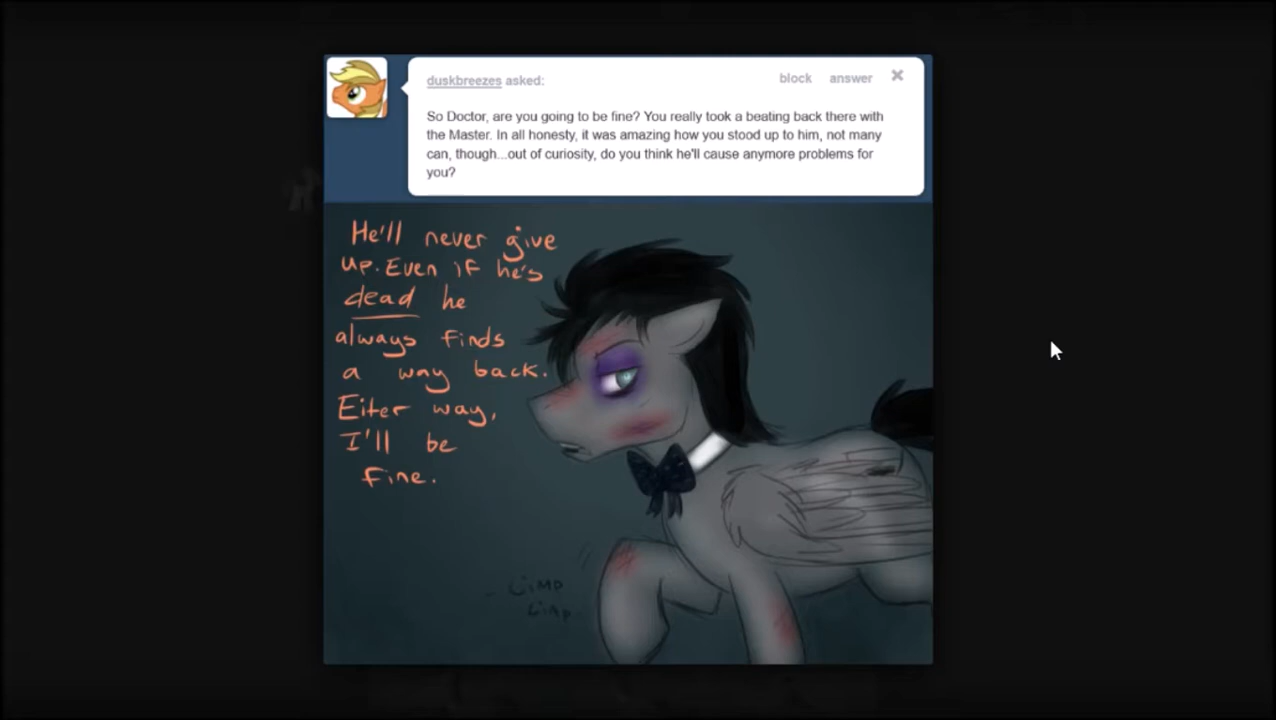 duskbreezes asked:
block answer
So Doctor, are you going to be fine? You really took a beating back there with
the Master. In all honesty, it was amazing how you stood up to him, not many
can, though...out of curiosity, do you think he'll cause anymore problems for
you?
He'll never give
up. Even if he's
dead he
always finds
a way back.
Eiter way,
I'll be
fine.
Limp
Limp